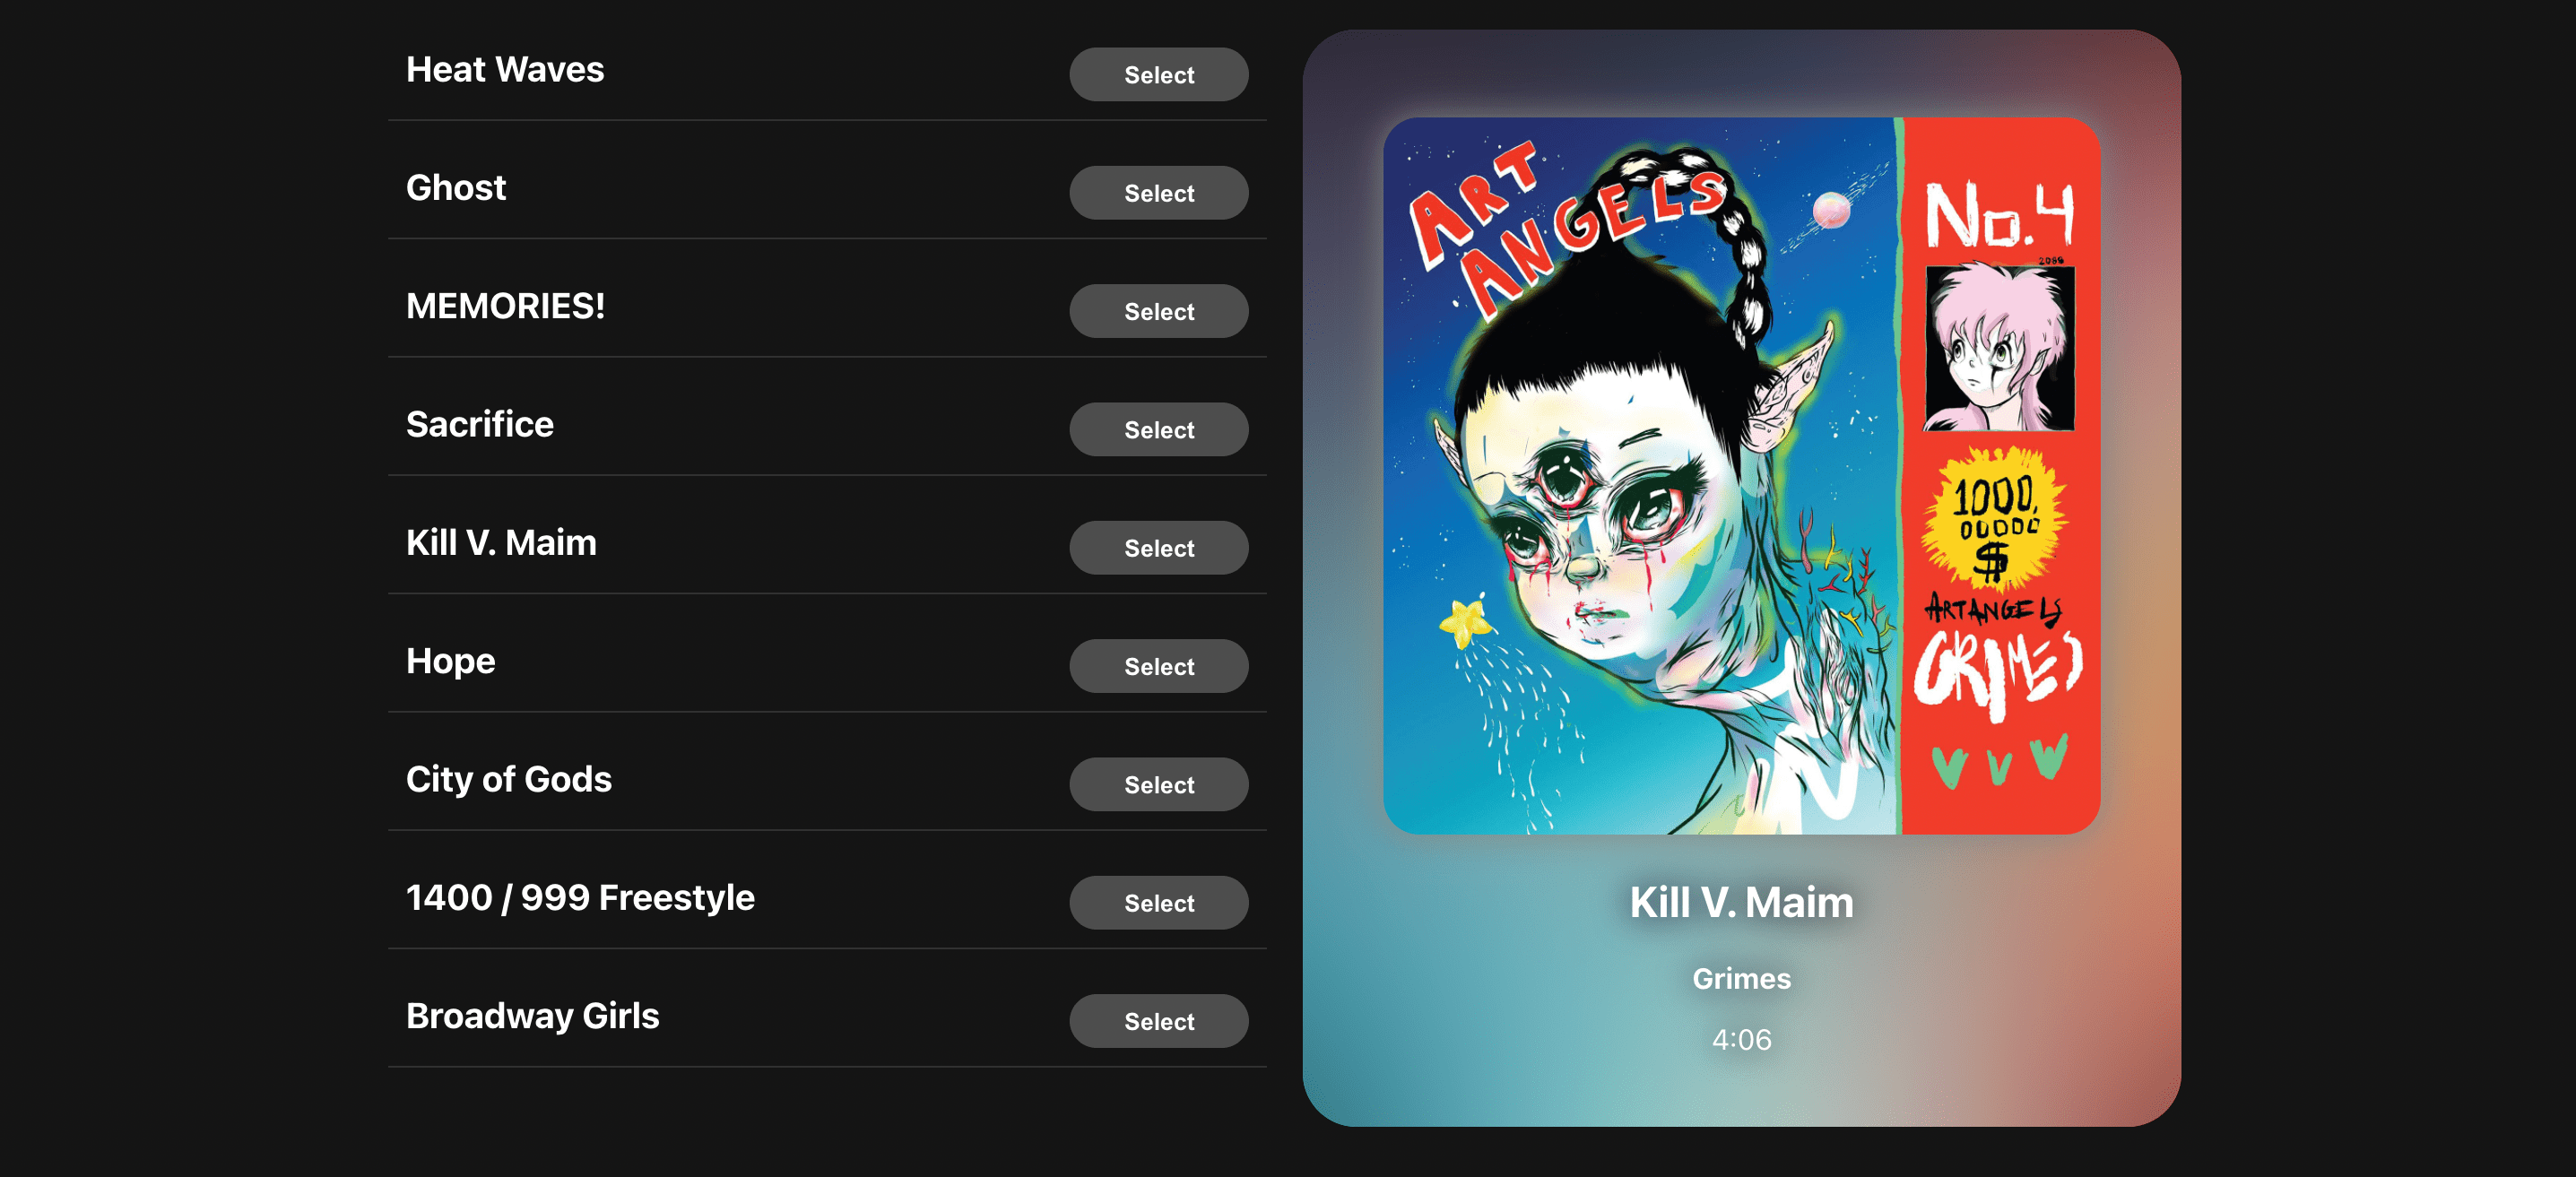 Heat Waves
Select
Ghost
Select
MEMORIES!
Select
Sacrifice
Select
Kill V. Maim
Select
Hope
Select
City of Gods
Select
1400 / 999 Freestyle
Select
Broadway Girls
Select
ART
ANGELS
No.4
2088
1000,
00000
$
ARTANGELS
GRIMES
Kill V. Maim
Grimes
4:06